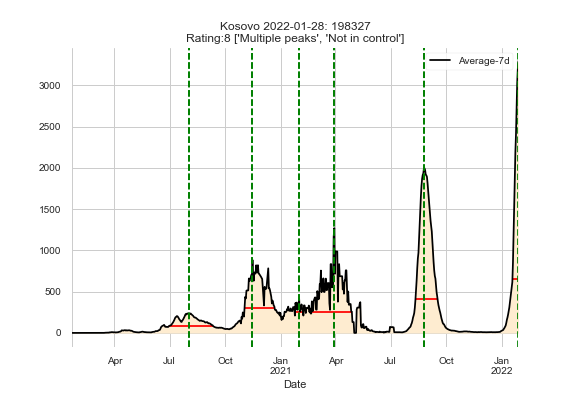 Kosovo 2022-01-28: 198327
Rating:8 ['Multiple peaks', 'Not in control']
Average-7d
3000
2500
2000
1500
1000
500
0
Apr Jul Oct Jan Apr Jul Oct Jan
2021 2022
Date